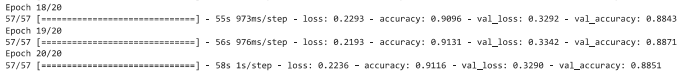 Epoch 18/20
57/57 [==============================] - 55s 973ms/step - loss: 0.2293 - accuracy: 0.9096 - val_loss: 0.3292 - val_accuracy: 0.8843
Epoch 19/20
57/57 [==============================] - 56s 976ms/step - loss: 0.2193 - accuracy: 0.9131 - val_loss: 0.3342 - val_accuracy: 0.8871
Epoch 20/20
57/57 [==============================] - 58s 1s/step - loss: 0.2236 - accuracy: 0.9116 - val_loss: 0.3290 - val_accuracy: 0.8851